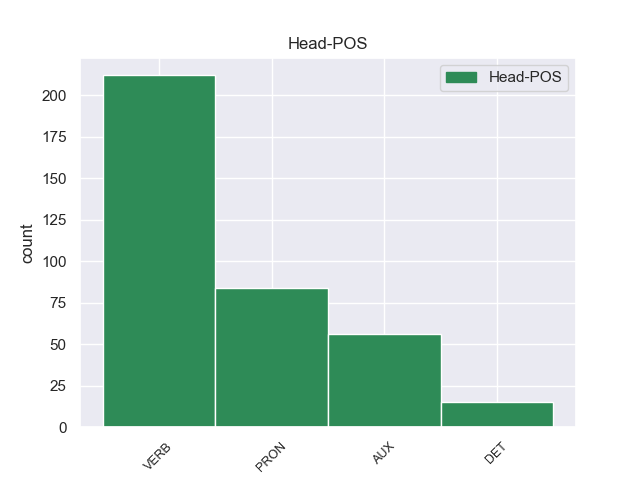 Head-POS
Head-POS
200
175
150
125
100
75
50
25
0
count
VERB
PRON
AUX
DET